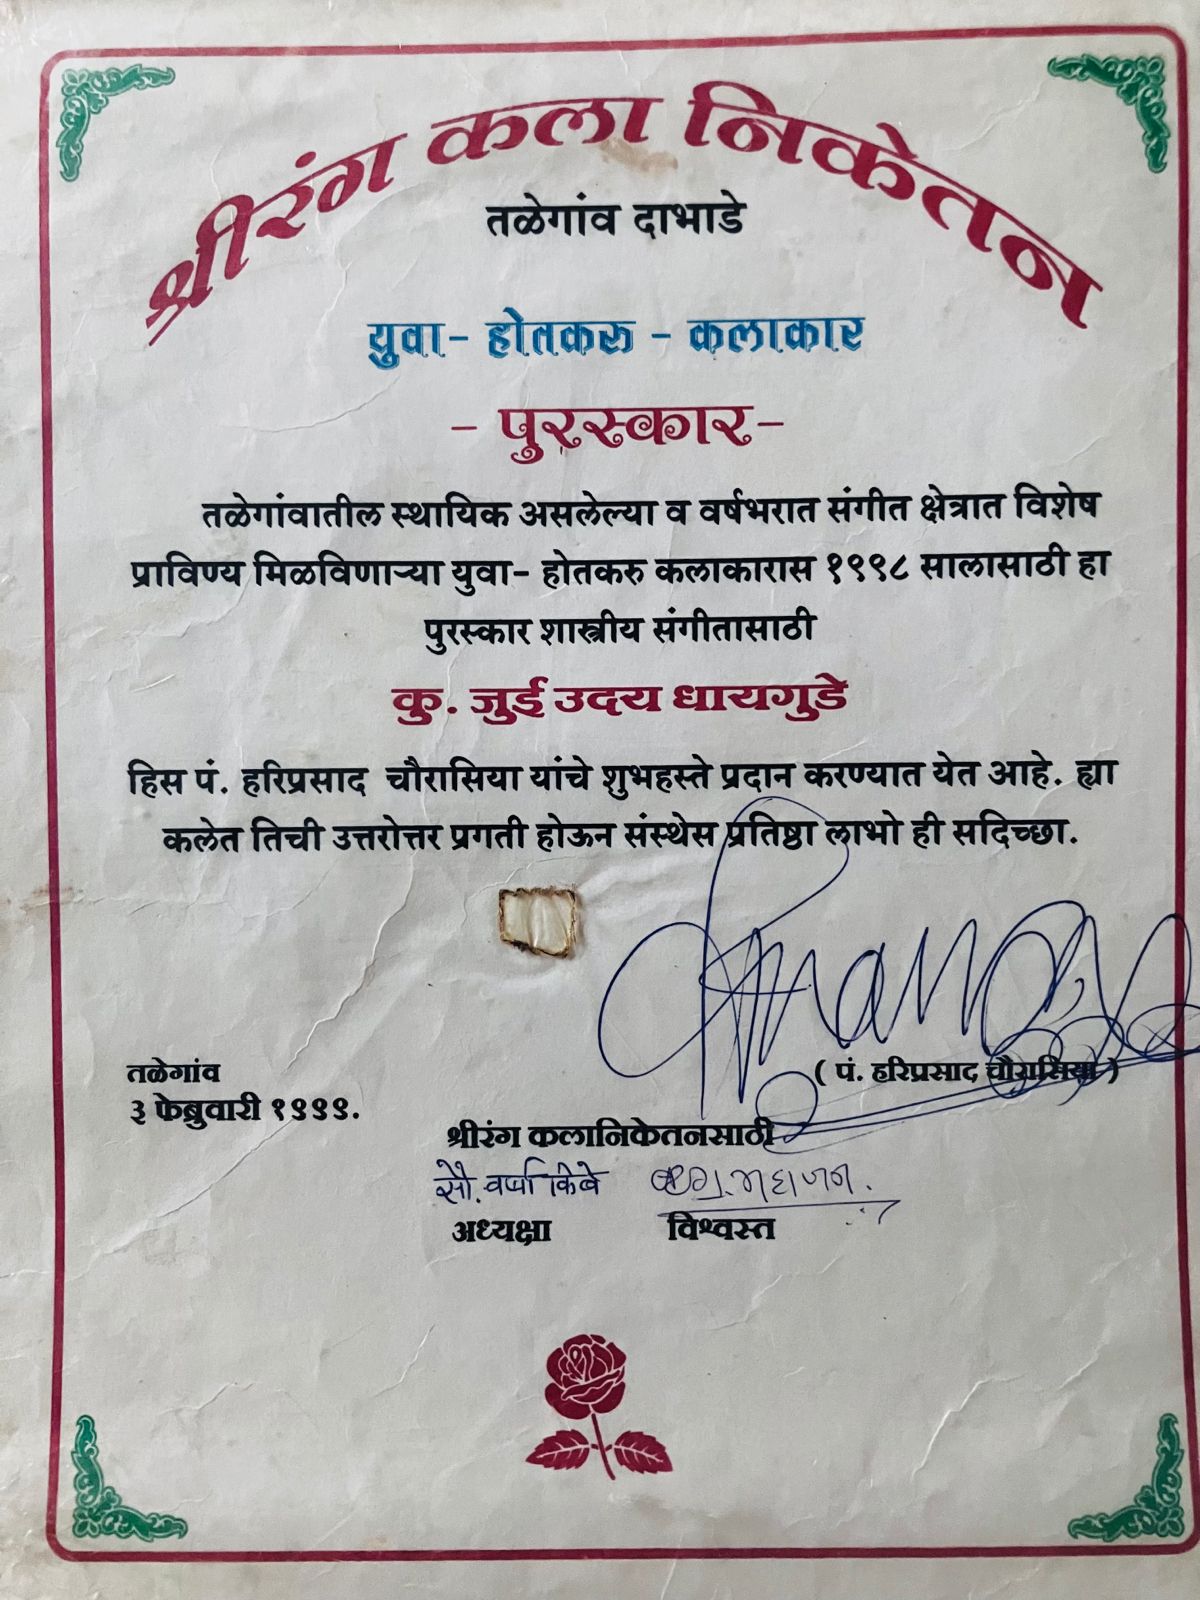 श्रीरंग कला निकेतन
तळेगांव दाभाडे
युवा- होतकरू - कलाकार
- पुरस्कार-
तळेगांवातील स्थायिक असलेल्या व वर्षभरात संगीत क्षेत्रात विशेष
प्राविण्य मिळविणाऱ्या युवा- होतकरु कलाकारास १९९८ सालासाठी हा
पुरस्कार शास्त्रीय संगीतासाठी
कु. जुई उदय धायगुडे
हिस पं. हरिप्रसाद चौरासिया यांचे शुभहस्ते प्रदान करण्यात येत आहे. ह्या
कलेत तिची उत्तरोत्तर प्रगती होऊन संस्थेस प्रतिष्ठा लाभो ही सदिच्छा.
( पं. हरिप्रसाद चौरासिया )
तळेगांव
३ फेब्रुवारी १९९९.
श्रीरंग कलानिकेतनसाठी
सौ. वर्षा किबे महाजन.
अध्यक्षा विश्वस्त